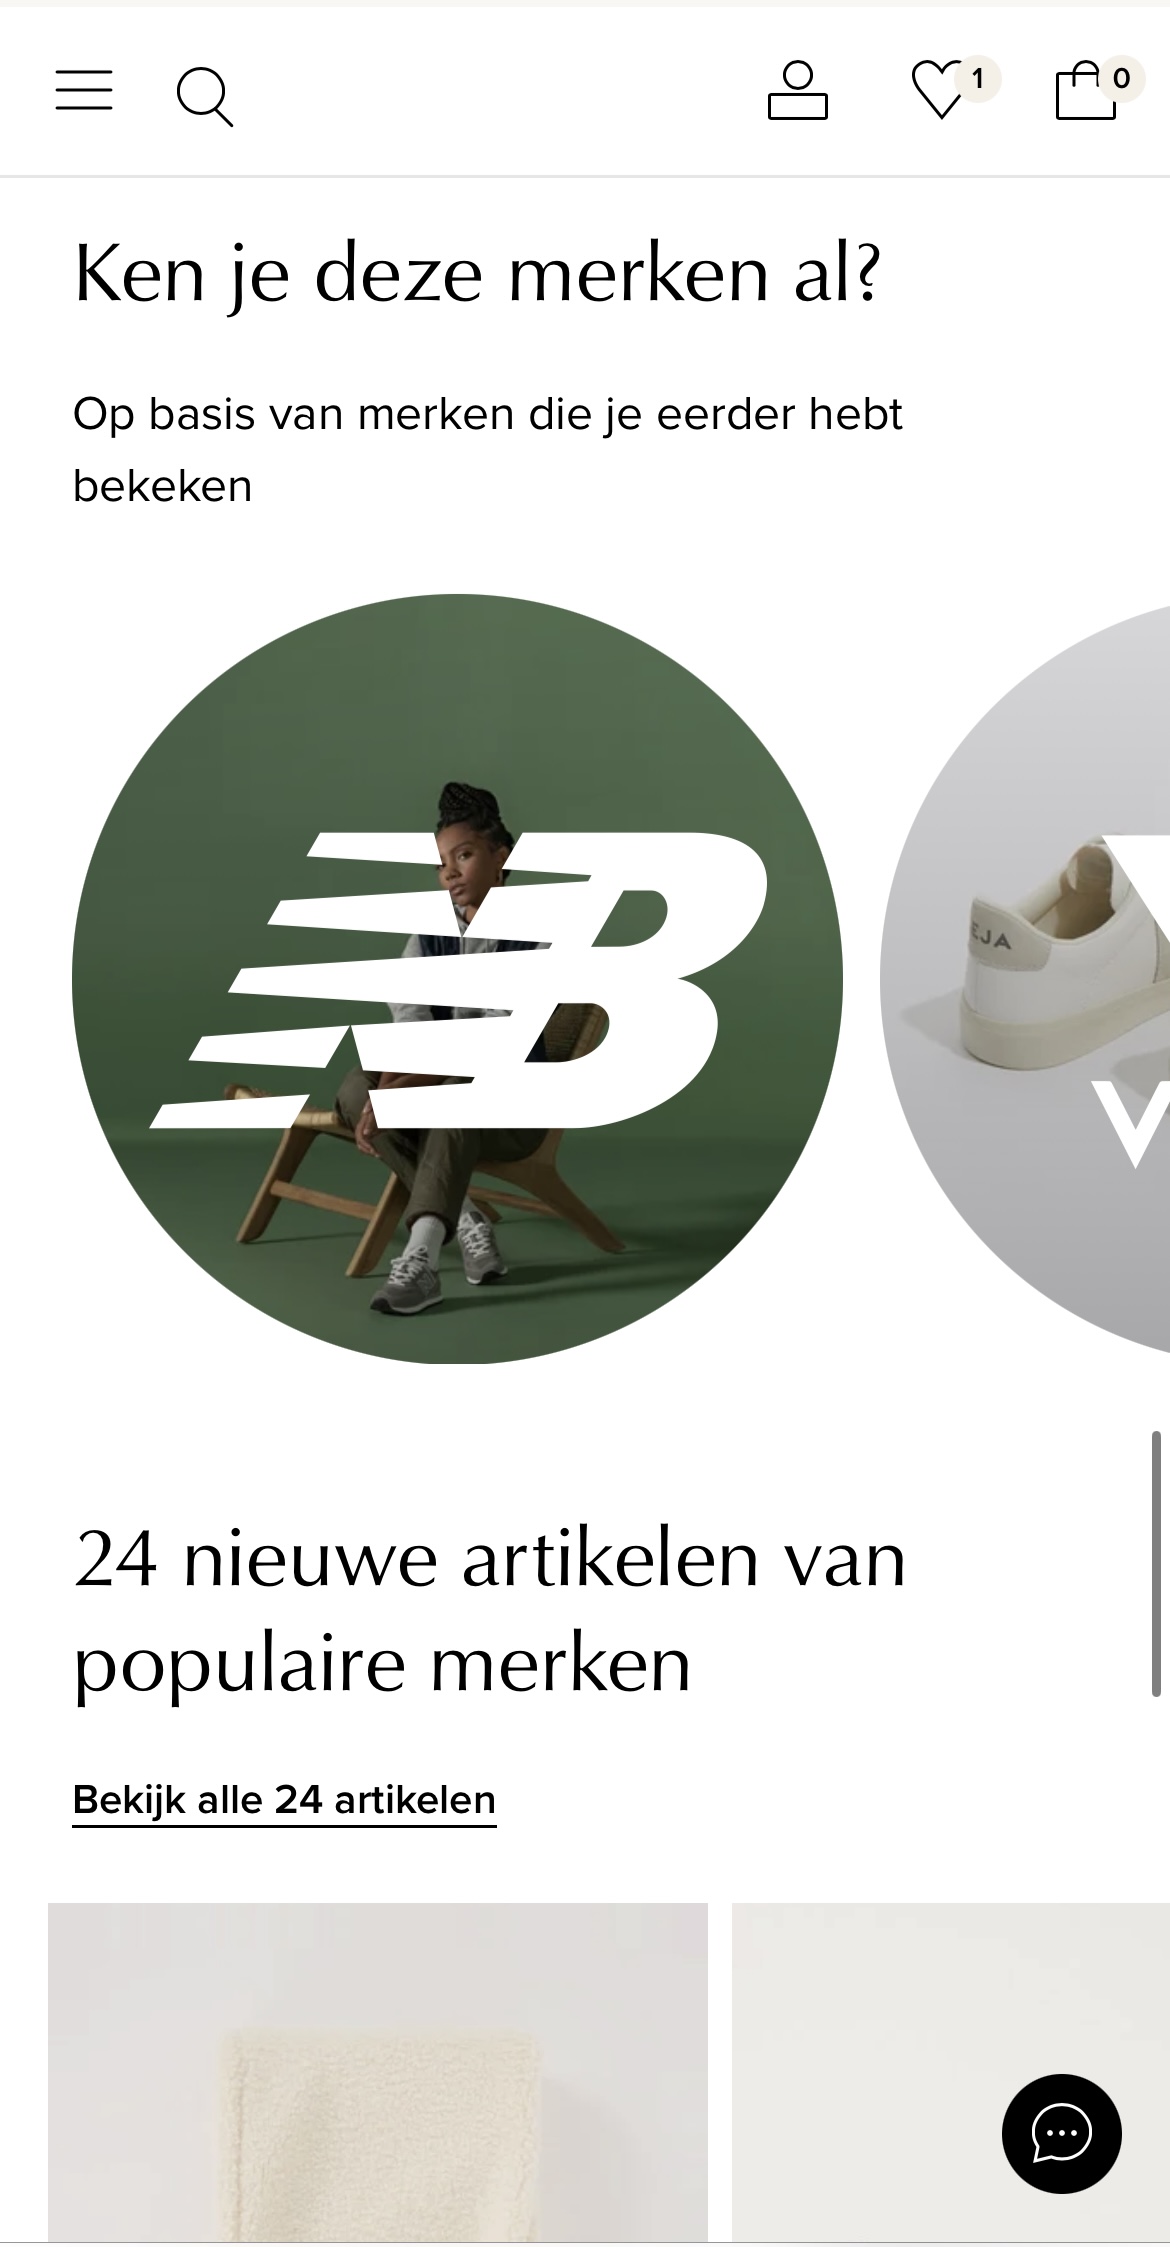 1
0
Ken je deze merken al?
Op basis van merken die je eerder hebt
bekeken
EJA
V
24 nieuwe artikelen van
populaire merken
Bekijk alle 24 artikelen